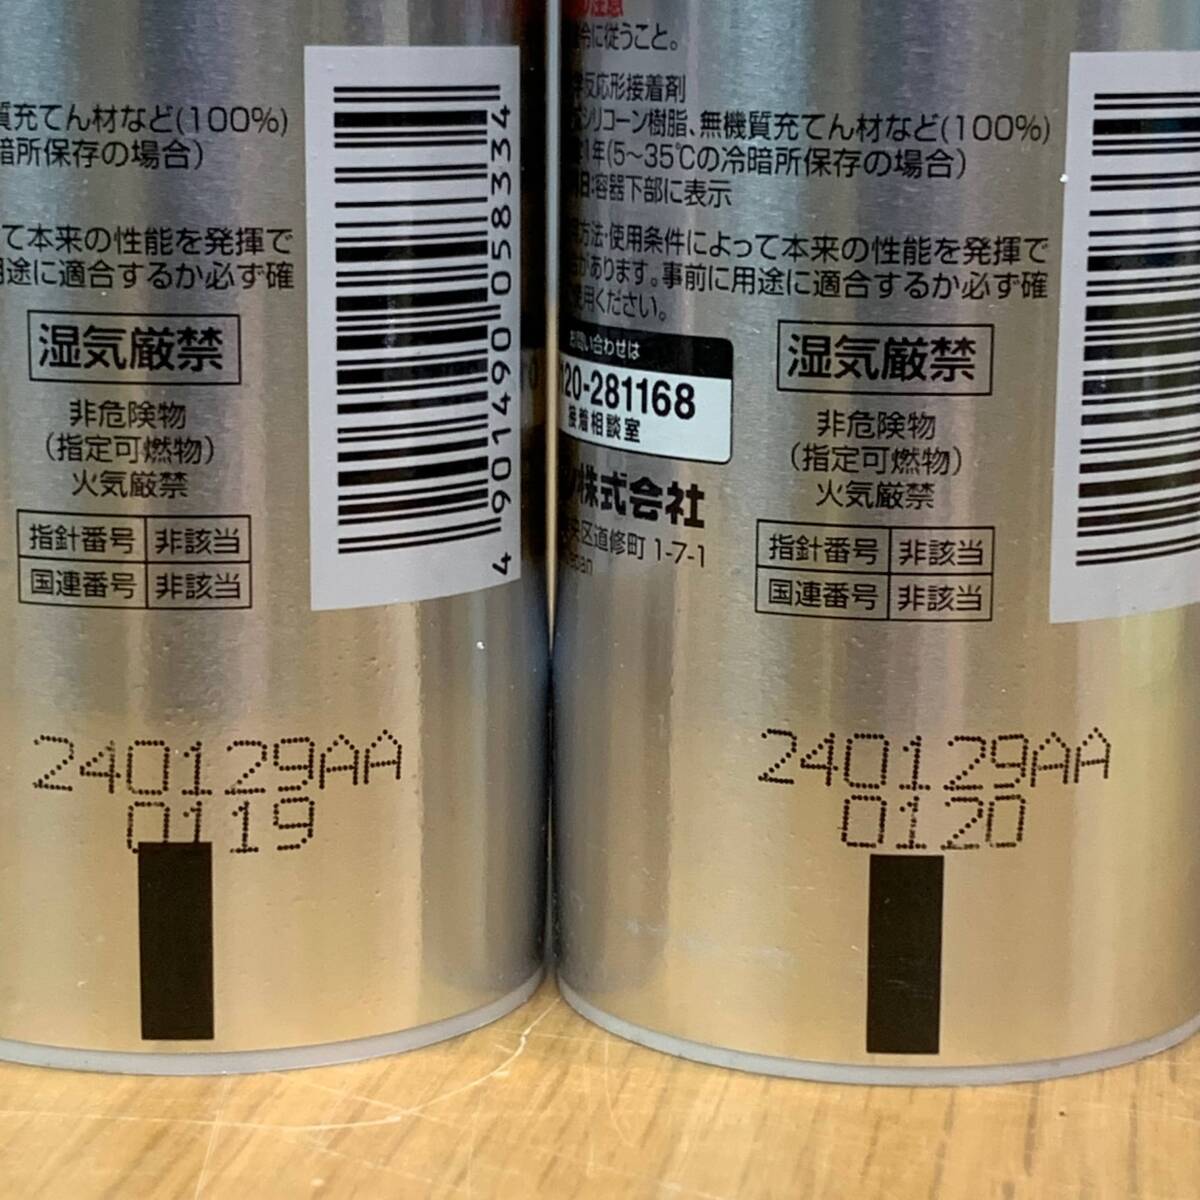 質充てん材など(100%)
暗所保存の場合)
て本来の性能を発揮で
用途に適合するか必ず確
湿気厳禁
非危険物
(指定可燃物)
火気厳禁
指針番号 非該当
国連番号 非該当
4901490058334
240129AA
0119
注意
令に従うこと。
反応形接着剤
シリコーン樹脂、無機質充てん材など(100%)
1年(5～35℃の冷暗所保存の場合)
日:容器下部に表示
方法・使用条件によって本来の性能を発揮で
があります。事前に用途に適合するか必ず確
使用ください。
お問い合わせは
120-281168
接着相談室
株式会社
区道修町 1-7-1
湿気厳禁
非危険物
(指定可燃物)
火気厳禁
指針番号 非該当
国連番号 非該当
240129AA
0120